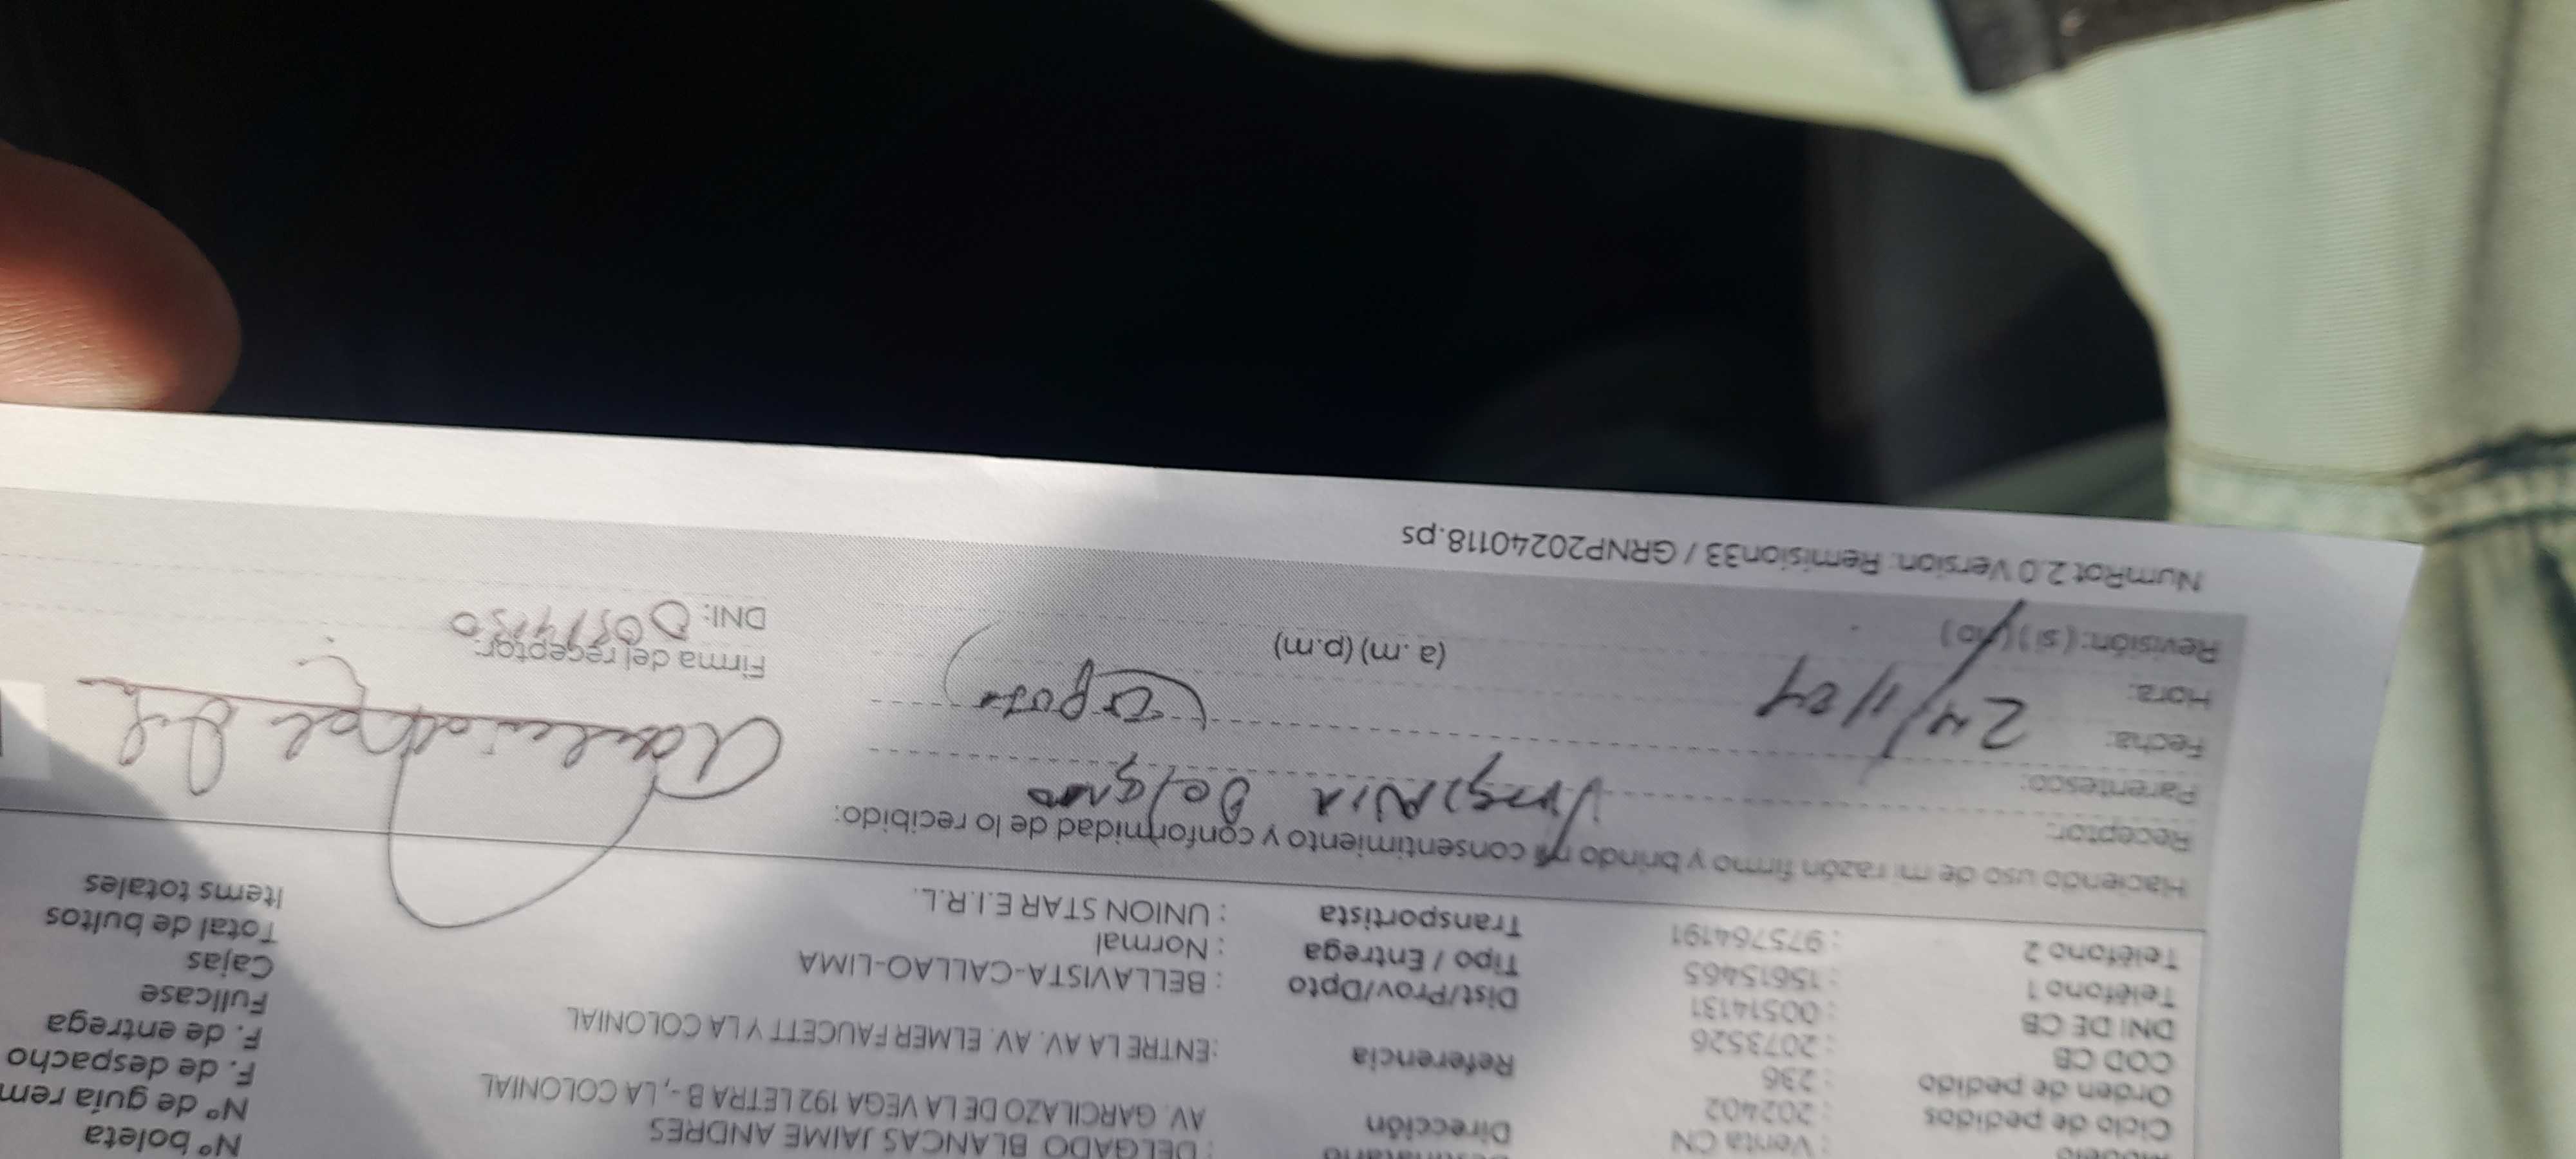 Modelo : Venta CN Destinatario : DELGADO BLANCAS JAIME ANDRES Nº boleta
Ciclo de pedidos : 202402 Dirección AV. GARCILAZO DE LA VEGA 192 LETRA B -, LA COLONIAL Nº de guía rem
Orden de pedido : 236 F. de despacho
COD CB : 2073526 Referencia :ENTRE LA AV. AV. ELMER FAUCETT Y LA COLONIAL F. de entrega
DNI DE CB : 00514131 Dist/Prov/Dpto : BELLAVISTA-CALLAO-LIMA Fullcase
Teléfono 1 : 15615465 Tipo / Entrega : Normal Cajas
Teléfono 2 : 975764191 Transportista : UNION STAR E.I.R.L. Total de bultos
Items totales
Haciendo uso de mi razón firmo y brindo mi consentimiento y conformidad de lo recibido:
Receptor: Virginia Delgado
Parentesco: Esposa
Fecha: 24/1/24
Hora: (a.m) (p.m) Firma del receptor:
Revisión: (si) (no) DNI:
NumRot 2.0 Version: Remision33 / GRNP20240118.ps